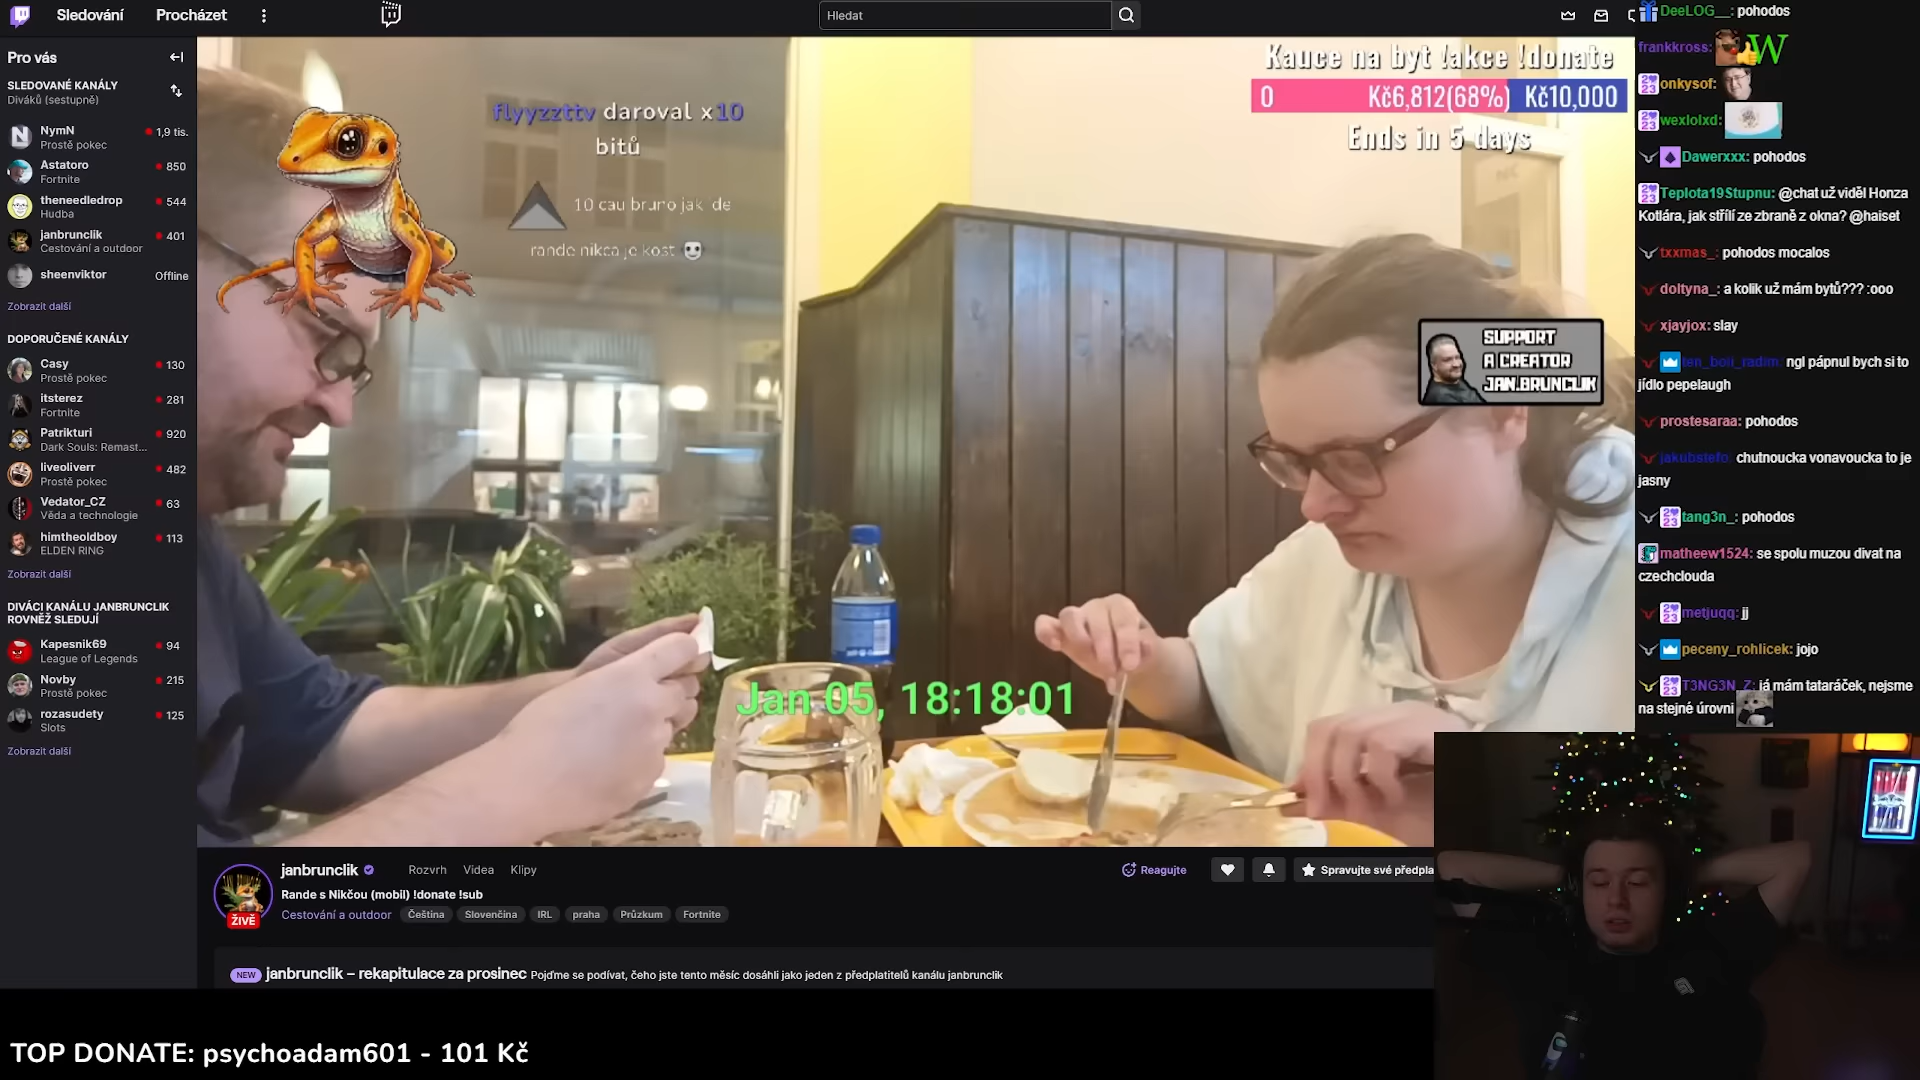 Sledování
Procházet
Hledat
Pro vás
SLEDOVANÉ KANÁLY
Diváků (sestupně)
NymN
1,9 tis.
Prostě pokec
Astatoro
850
Fortnite
theneedledrop
544
Hudba
janbrunclik
401
Cestování a outdoor
sheenviktor
Offline
Zobrazit další
DOPORUČENÉ KANÁLY
Casy
130
Prostě pokec
itsterez
281
Fortnite
Patrikturi
920
Dark Souls: Remast...
liveoliverr
482
Prostě pokec
Vedator_CZ
63
Věda a technologie
himtheoldboy
113
ELDEN RING
Zobrazit další
DIVÁCI KANÁLU JANBRUNCLIK
ROVNĚŽ SLEDUJÍ
Kapesnik69
94
League of Legends
Novby
215
Prostě pokec
rozasudety
125
Slots
Zobrazit další
flyyzzttv daroval x10
bitů
10 cau bruno jak jde
rande nikca je kost
Kauce na byt !akce !donate
0 Kč6,812(68%) Kč10,000
Ends in 5 days
SUPPORT
A CREATOR
JAN.BRUNCLIK
Jan 05, 18:18:01
janbrunclik
Rozvrh
Videa
Klipy
Reagujte
Spravujte své předpla
ŽIVĚ
Rande s Nikčou (mobil) !donate !sub
Cestování a outdoor
Čeština
Slovenčina
IRL
praha
Průzkum
Fortnite
NEW janbrunclik – rekapitulace za prosinec Pojďme se podívat, čeho jste tento měsíc dosáhli jako jeden z předplatitelů kanálu janbrunclik
TOP DONATE: psychoadam601 - 101 Kč
DeeLOG__: pohodos
frankkross: W
onkysof:
wexlolxd:
Dawerxxx: pohodos
Teplota19Stupnu: @chat už viděl Honza
Kotlára, jak střílí ze zbraně z okna? @haiset
txxmas_: pohodos mocalos
doltyna_: a kolik už mám bytů??? :ooo
xjayjox: slay
ten_boji_radim: ngl pápnul bych si to
jídlo pepelaugh
prostesaraa: pohodos
jakubstefo: chutnoucka vonavoucka to je
jasny
tang3n_: pohodos
matheew1524: se spolu muzou divat na
czechclouda
metjuqq: jj
peceny_rohlicek: jojo
T3NG3N_Z: já mám tataráček, nejsme
na stejné úrovni